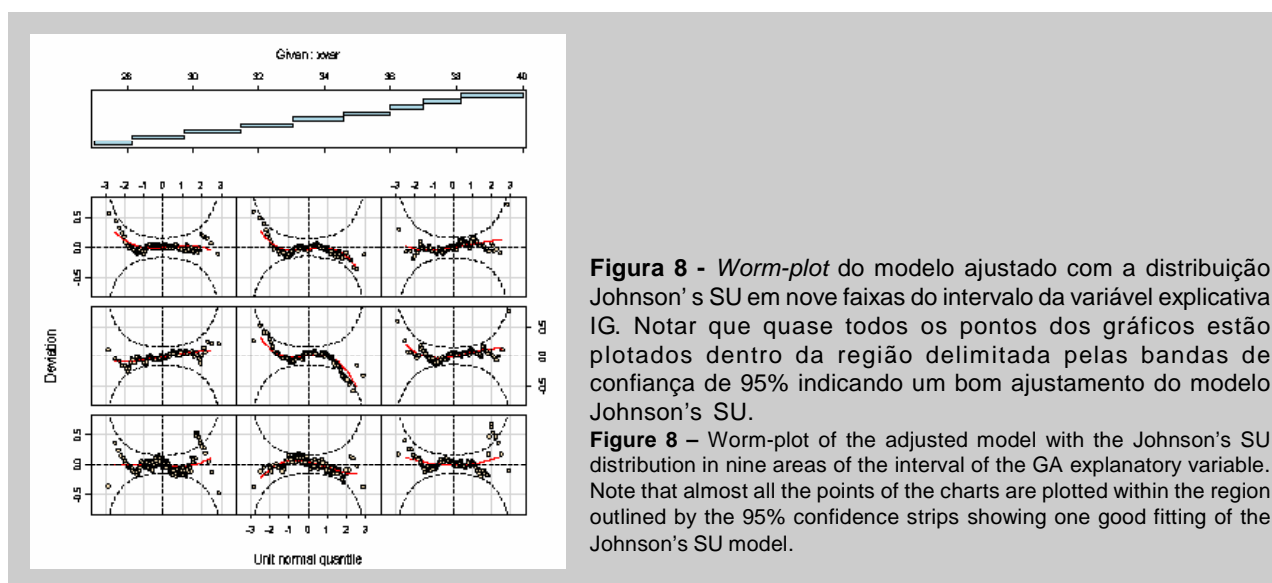 Given : xvar
28 30 32 34 36 38 40
-3 -2 -1 0 1 2 3
-3 -2 -1 0 1 2 3
0.5
0.0
-0.5
0.5
0.0
-0.5
0.5
0.0
-0.5
Deviation
-3 -2 -1 0 1 2 3
Unit normal quantile
Figura 8 - Worm-plot do modelo ajustado com a distribuição
Johnson’ s SU em nove faixas do intervalo da variável explicativa
IG. Notar que quase todos os pontos dos gráficos estão
plotados dentro da região delimitada pelas bandas de
confiança de 95% indicando um bom ajustamento do modelo
Johnson’s SU.
Figure 8 – Worm-plot of the adjusted model with the Johnson’s SU
distribution in nine areas of the interval of the GA explanatory variable.
Note that almost all the points of the charts are plotted within the region
outlined by the 95% confidence strips showing one good fitting of the
Johnson’s SU model.